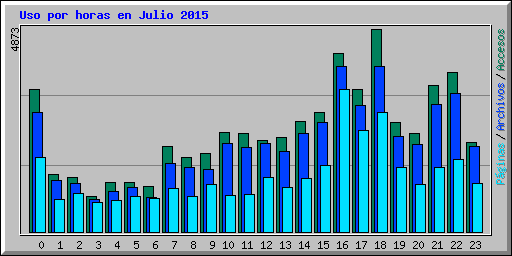 Uso por horas en Julio 2015
4873
Páginas / Archivos / Accesos
0 1 2 3 4 5 6 7 8 9 10 11 12 13 14 15 16 17 18 19 20 21 22 23